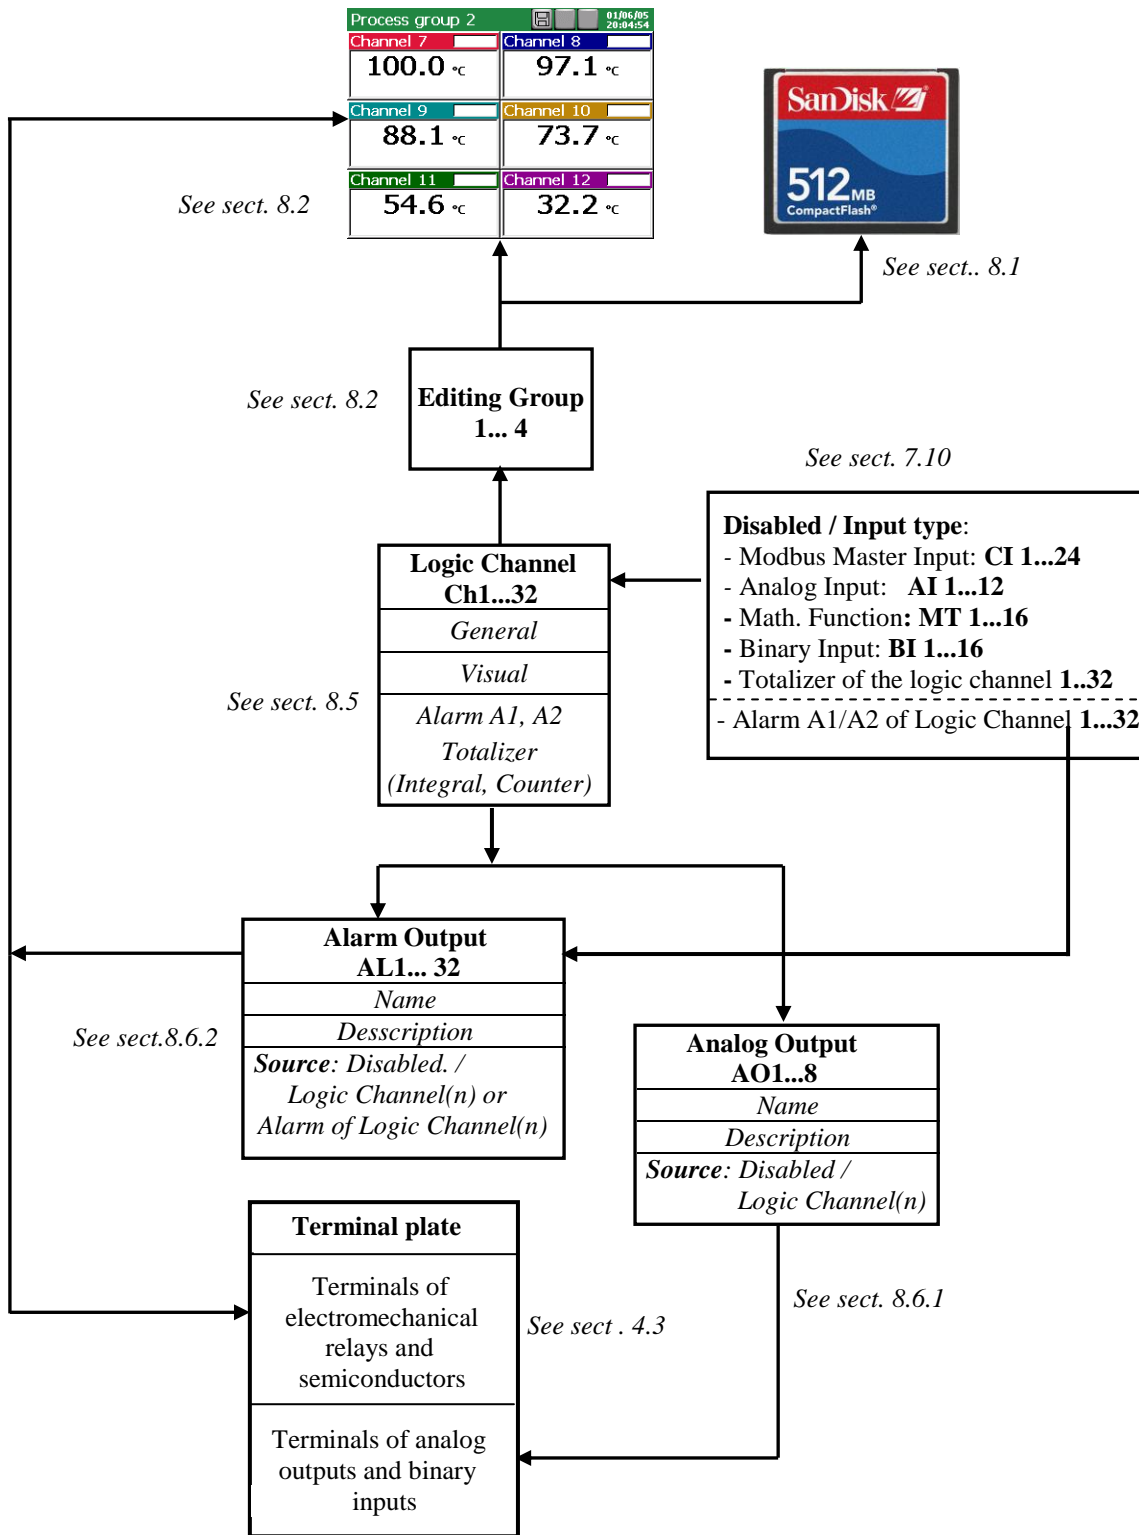 Process group 2
01/06/05
20:04:54
Channel 7
Channel 8
100.0 °C
97.1 °C
Channel 9
Channel 10
88.1 °C
73.7 °C
Channel 11
Channel 12
54.6 °C
32.2 °C
SanDisk
512MB
CompactFlash®
See sect. 8.2
See sect.. 8.1
See sect. 8.2
Editing Group
1... 4
See sect. 7.10
Disabled / Input type:
- Modbus Master Input: CI 1...24
- Analog Input: AI 1...12
- Math. Function: MT 1...16
- Binary Input: BI 1...16
- Totalizer of the logic channel 1..32
- Alarm A1/A2 of Logic Channel 1...32
Logic Channel
Ch1...32
General
Visual
Alarm A1, A2
Totalizer
(Integral, Counter)
See sect. 8.5
Alarm Output
AL1... 32
Name
Desscription
Source: Disabled. /
Logic Channel(n) or
Alarm of Logic Channel(n)
See sect.8.6.2
Analog Output
AO1...8
Name
Description
Source: Disabled /
Logic Channel(n)
See sect. 8.6.1
Terminal plate
Terminals of
electromechanical
relays and
semiconductors
See sect . 4.3
Terminals of analog
outputs and binary
inputs